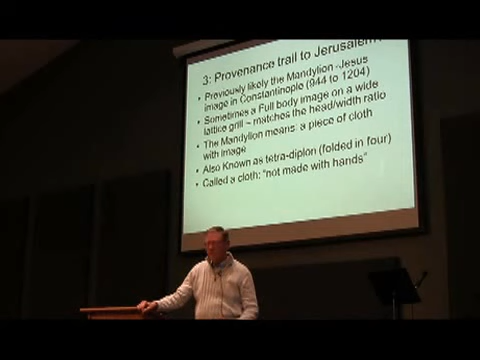 3: Provenance trail to Jerusalem?
• Previously likely the Mandylion -Jesus
image in Constantinople (944 to 1204)
• Sometimes a Full body image on a wide
lattice grill ~ matches the head/width ratio
• The Mandylion means: a piece of cloth
with image
• Also Known as tetra-diplon (folded in four)
• Called a cloth: "not made with hands"